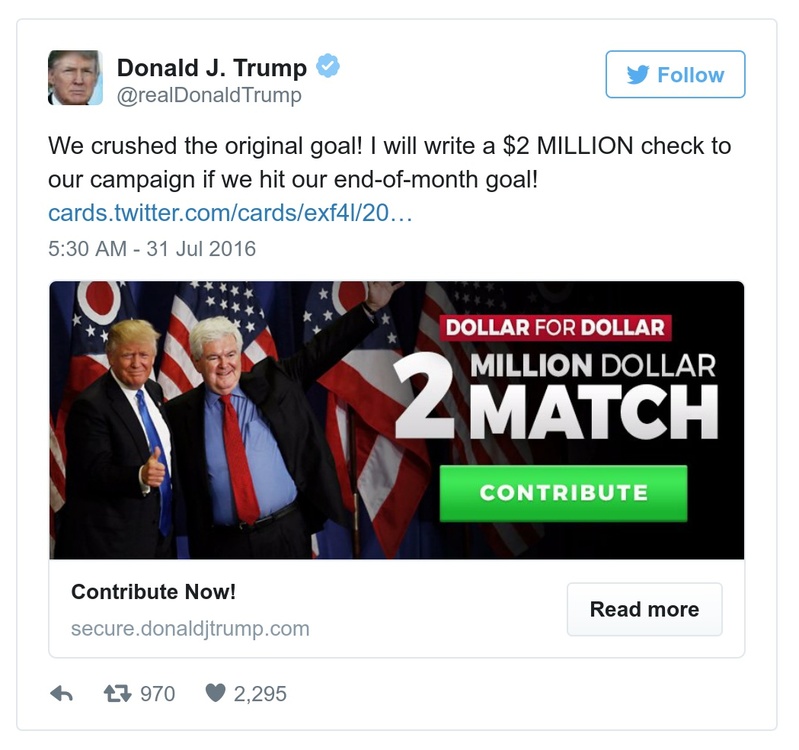 Donald J. Trump
@realDonaldTrump
Follow
We crushed the original goal! I will write a $2 MILLION check to
our campaign if we hit our end-of-month goal!
cards.twitter.com/cards/exf4l/20…
5:30 AM - 31 Jul 2016
DOLLAR FOR DOLLAR
2 MILLION DOLLAR
MATCH
CONTRIBUTE
Contribute Now!
secure.donaldjtrump.com
Read more
970
2,295